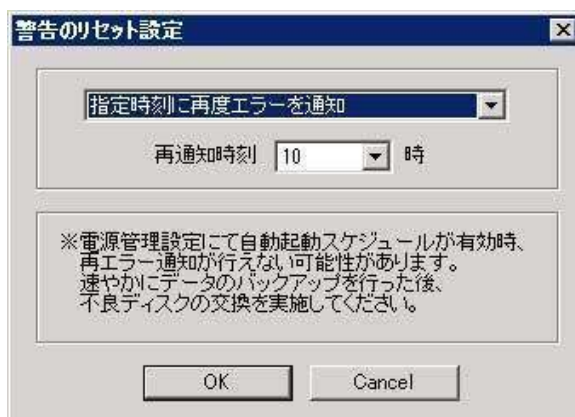 警告のリセット設定
指定時刻に再度エラーを通知
再通知時刻 10 時
※電源管理設定にて自動起動スケジュールが有効時、
再エラー通知が行えない可能性があります。
速やかにデータのバックアップを行った後、
不良ディスクの交換を実施してください。
OK Cancel